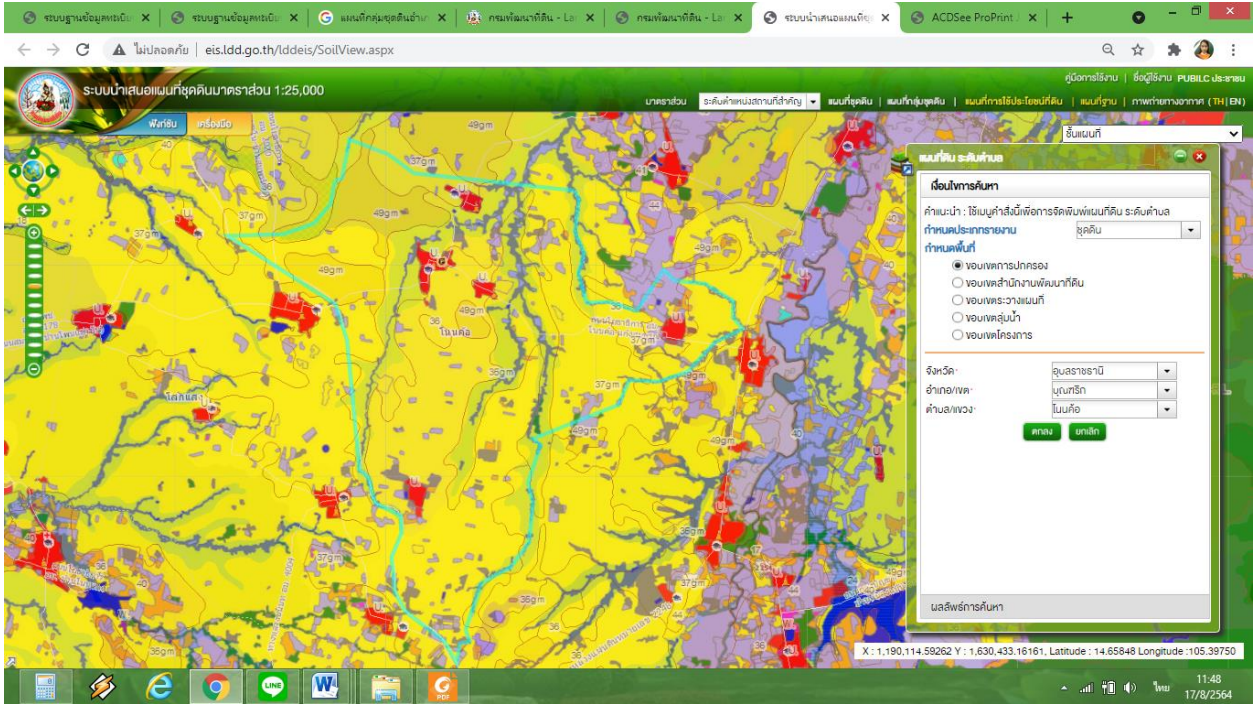 ระบบฐานข้อมูลทะเบีย
ระบบฐานข้อมูลทะเบีย
แผนที่กลุ่มชุดดินอำเภ
กรมพัฒนาที่ดิน - La
กรมพัฒนาที่ดิน - La
ระบบนำเสนอแผนที่ชุ
ACDSee ProPrint
ไม่ปลอดภัย eis.ldd.go.th/lddeis/SoilView.aspx
คู่มือการใช้งาน | ชื่อผู้ใช้งาน PUBILC ประชาชน
ระบบนำเสนอแผนที่ชุดดินมาตราส่วน 1:25,000
มาตราส่วน ระดับตำแหน่งสถานที่สำคัญ แผนที่ชุดดิน | แผนที่กลุ่มชุดดิน | แผนที่การใช้ประโยชน์ที่ดิน | แผนที่ฐาน | ภาพถ่ายทางอากาศ (TH|EN)
ฟังก์ชัน เครื่องมือ
ชั้นแผนที่
แผนที่ดิน ระดับตำบล
เงื่อนไขการค้นหา
คำแนะนำ : ใช้เมนูคำสั่งนี้เพื่อการจัดพิมพ์แผนที่ดิน ระดับตำบล
กำหนดประเภทรายงาน ชุดดิน
กำหนดพื้นที่
ขอบเขตการปกครอง
ขอบเขตสำนักงานพัฒนาที่ดิน
ขอบเขตระวางแผนที่
ขอบเขตลุ่มน้ำ
ขอบเขตโครงการ
จังหวัด อุบลราชธานี
อำเภอ/เขต บุณฑริก
ตำบล/แขวง โนนค้อ
ตกลง ยกเลิก
ผลลัพธ์การค้นหา
49gm
40
37gm
41
44
36
37gm
49gm
37gm
49gm
49gm
36
โนนค้อ
37gm
36gm
37gm
49gm
49gm
40
36gm
37gm
36gm
37gm
36
44
X : 1,190,114.59262 Y : 1,630,433.16161, Latitude : 14.65848 Longitude :105.39750
LINE
PDF
ไทย
11:48
17/8/2564